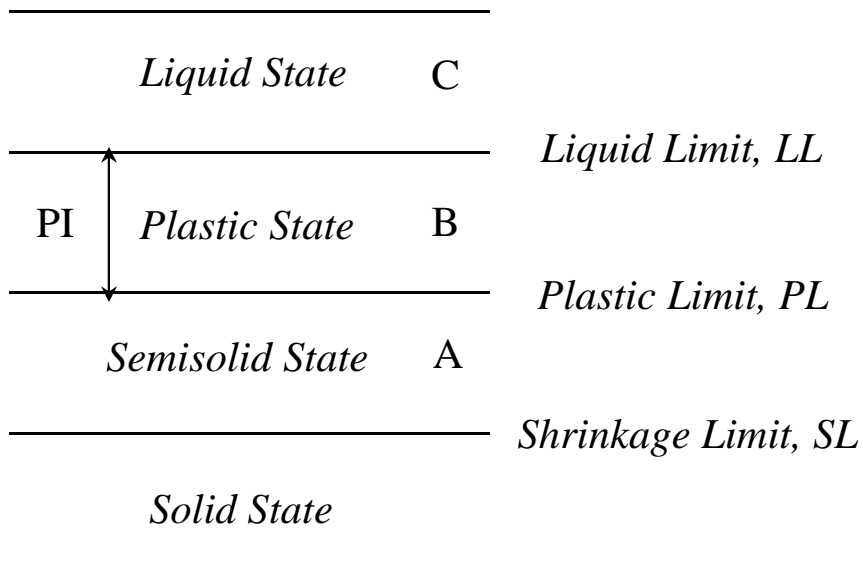 Liquid State C
Liquid Limit, LL
PI Plastic State B
Plastic Limit, PL
Semisolid State A
Shrinkage Limit, SL
Solid State